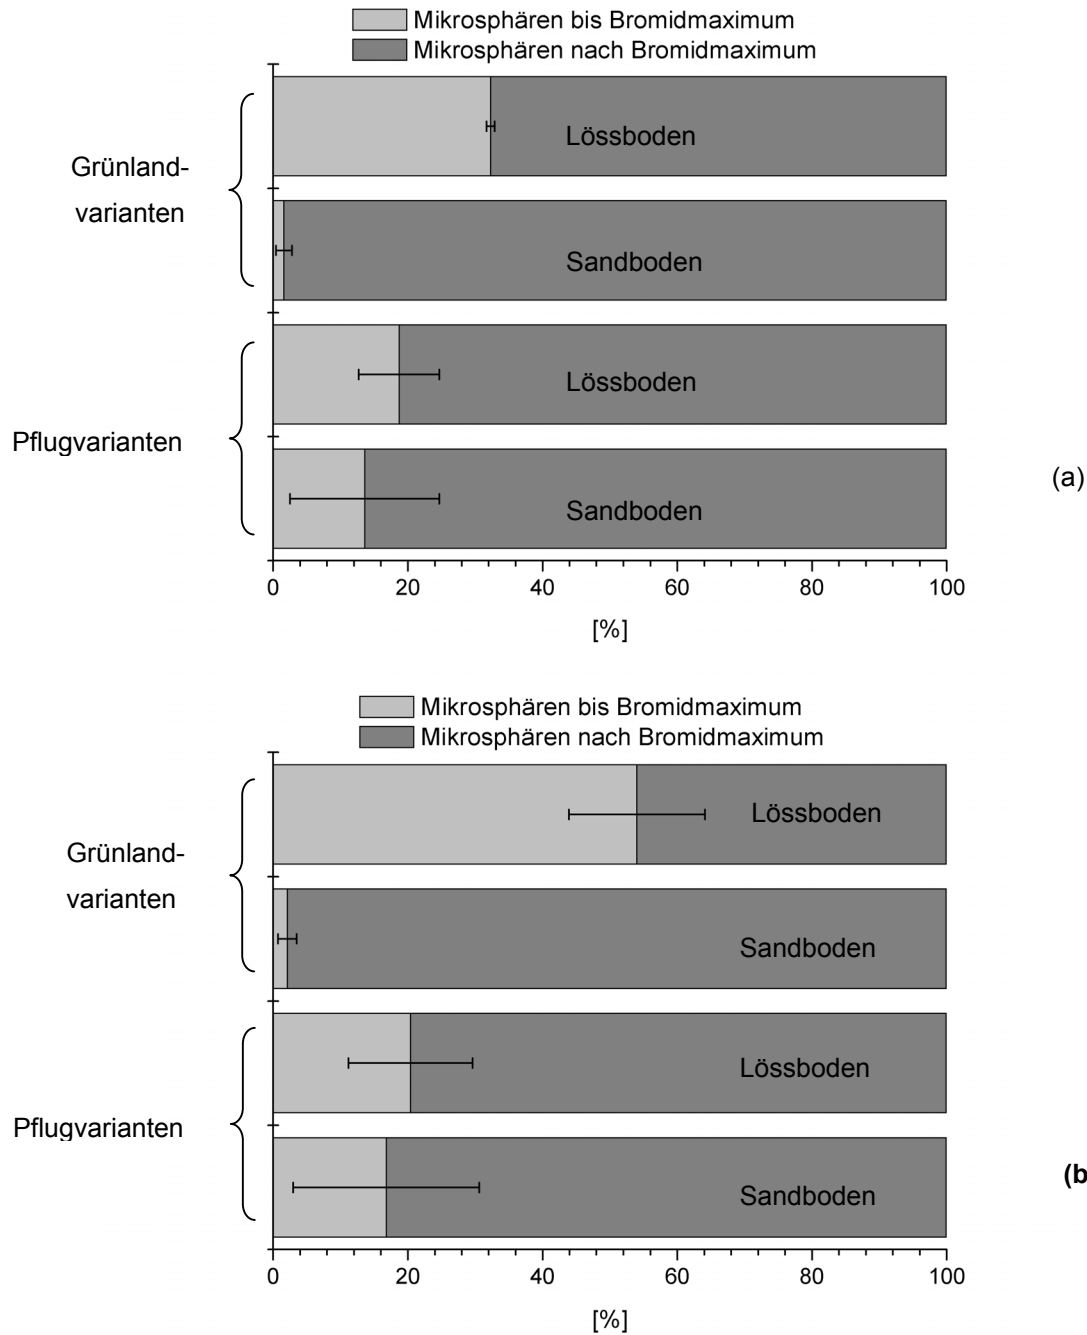 Mikrosphären bis Bromidmaximum
Mikrosphären nach Bromidmaximum
Grünland-
varianten
Lössboden
Sandboden
Pflugvarianten
Lössboden
Sandboden
(a)
0 20 40 60 80 100
[%]
Mikrosphären bis Bromidmaximum
Mikrosphären nach Bromidmaximum
Grünland-
varianten
Lössboden
Sandboden
Pflugvarianten
Lössboden
Sandboden
(b
0 20 40 60 80 100
[%]